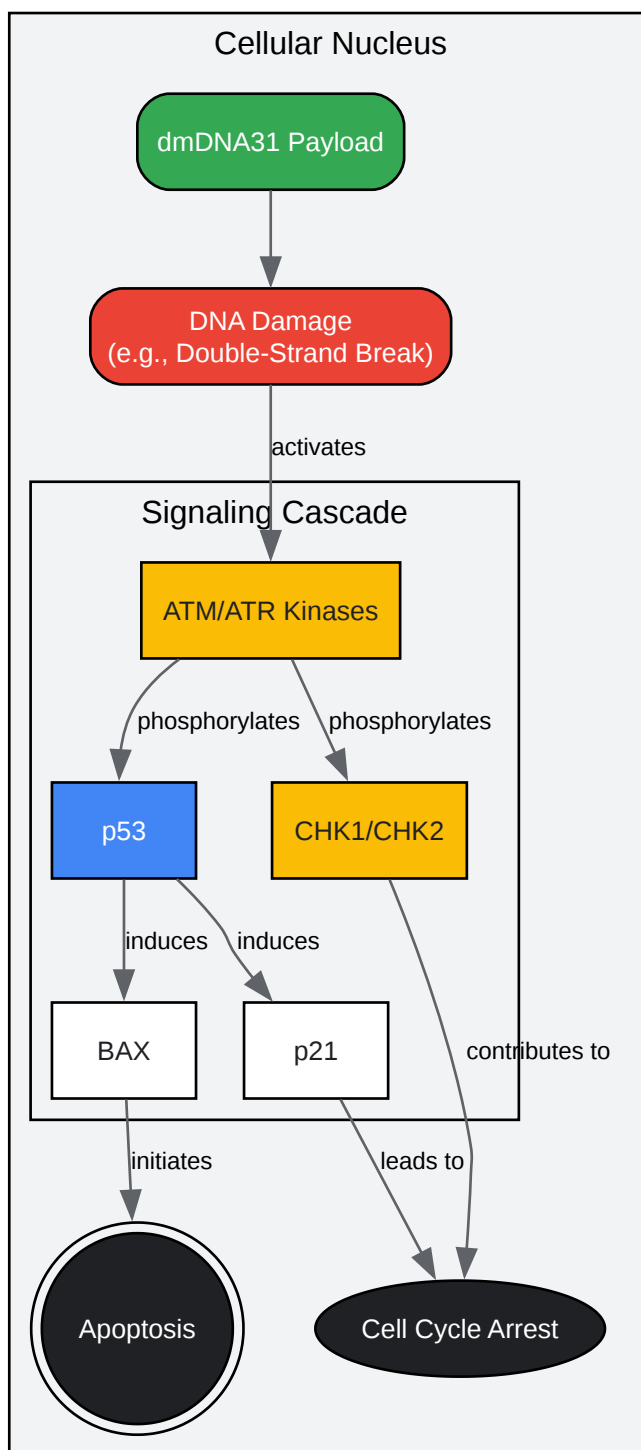 Cellular Nucleus
dmDNA31 Payload
DNA Damage
(e.g., Double-Strand Break)
activates
Signaling Cascade
ATM/ATR Kinases
phosphorylates
phosphorylates
p53
CHK1/CHK2
induces
induces
BAX
p21
contributes to
initiates
leads to
Apoptosis
Cell Cycle Arrest